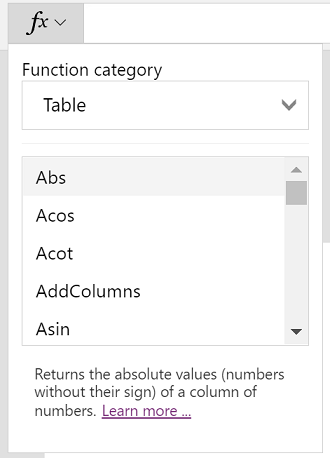 fx
Function category
Table
Abs
Acos
Acot
AddColumns
Asin
Returns the absolute values (numbers
without their sign) of a column of
numbers. Learn more ...